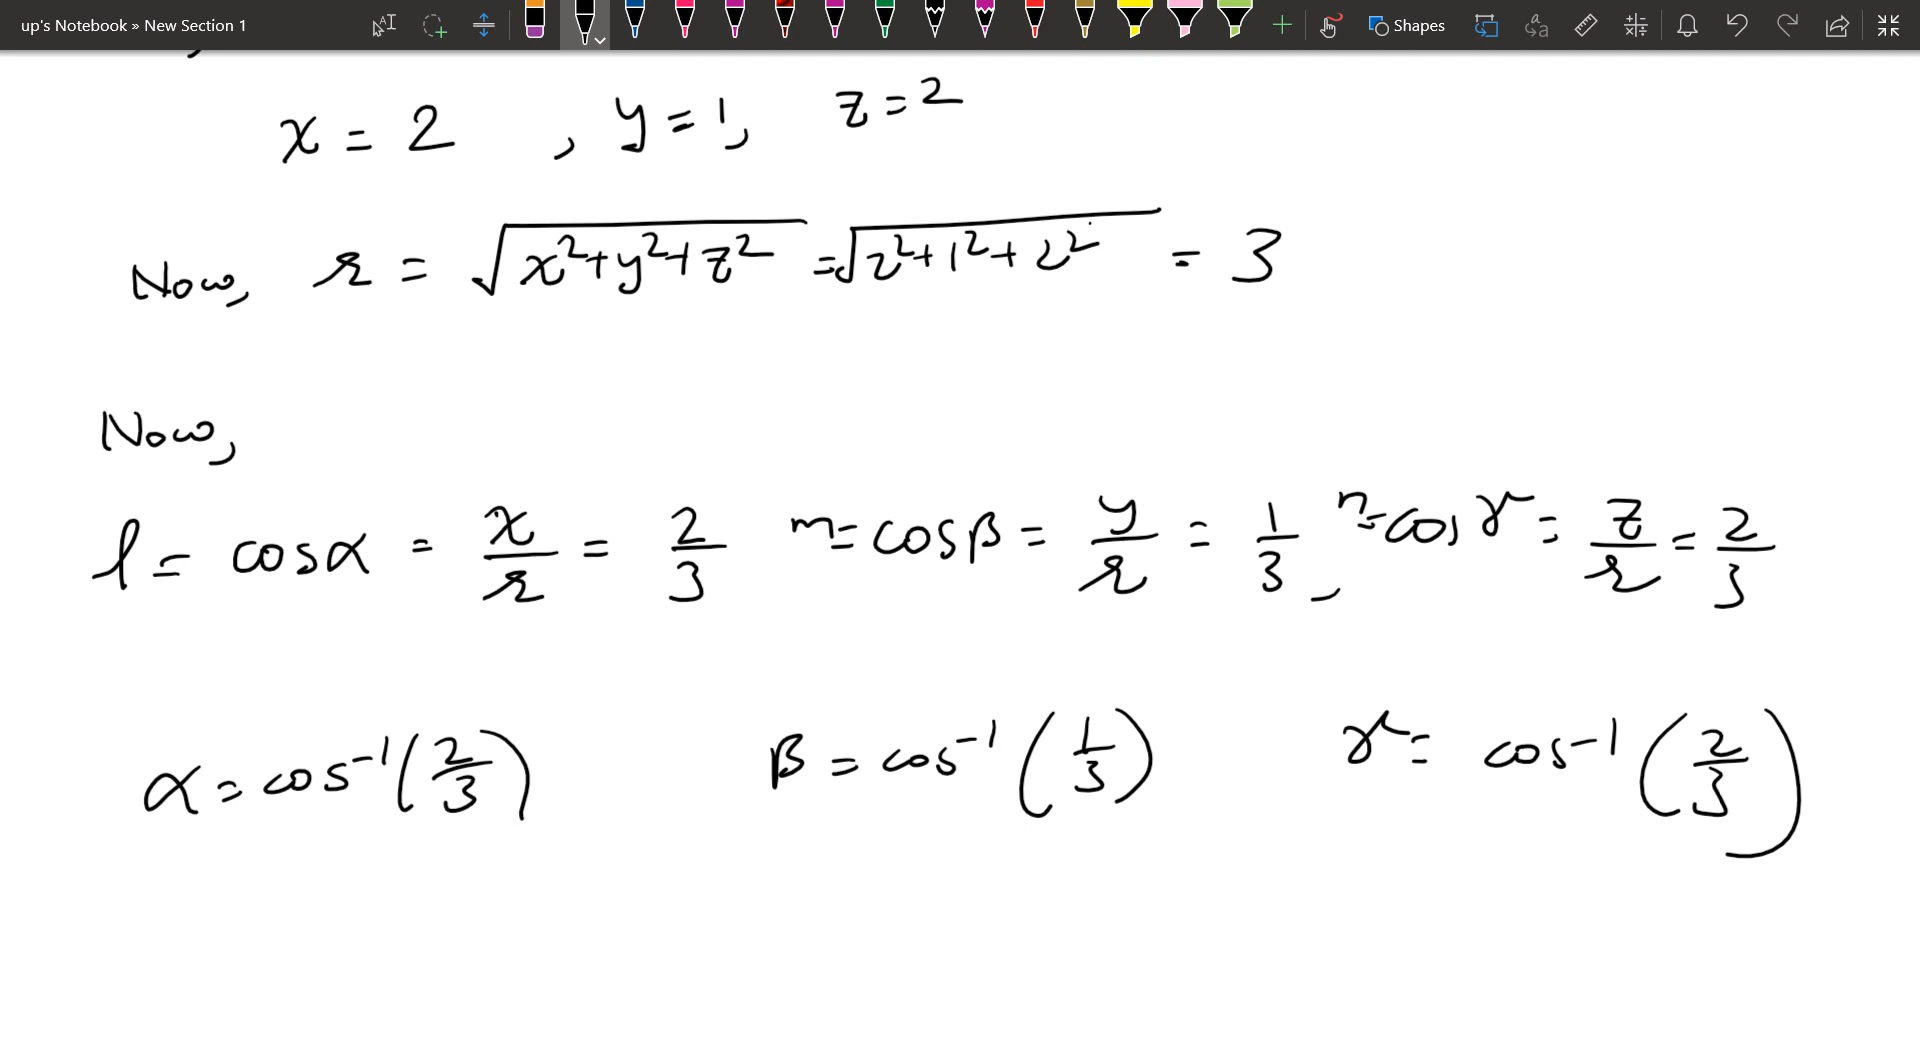 up's Notebook » New Section 1 Shapes
x = 2 , y = 1, z = 2
Now, r = √(x²+y²+z²) = √(2²+1²+2²) = 3
Now,
l = cosα = x/r = 2/3 m = cosβ = y/r = 1/3, n = cosγ = z/r = 2/3
α = cos⁻¹(2/3) β = cos⁻¹(1/3) γ = cos⁻¹(2/3)